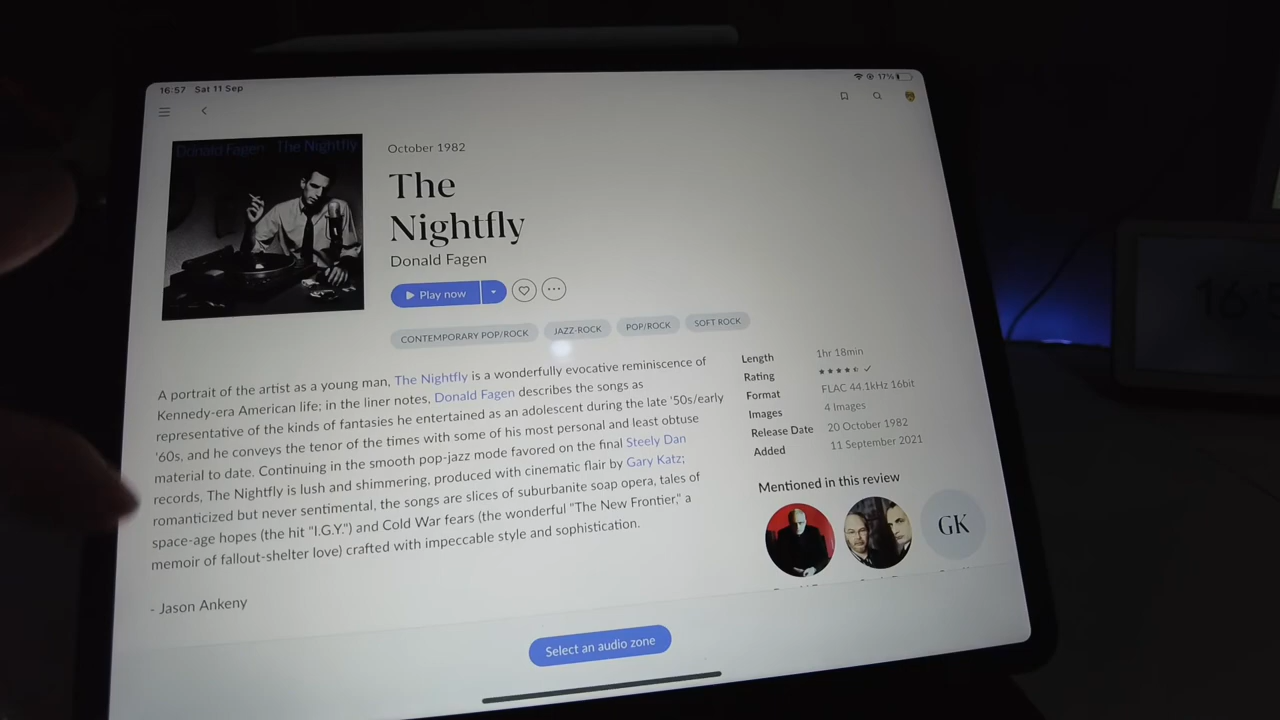 16:57 Sat 11 Sep
17%
Donald Fagen The Nightfly
October 1982
The
Nightfly
Donald Fagen
Play now
CONTEMPORARY POP/ROCK JAZZ-ROCK POP/ROCK SOFT ROCK
A portrait of the artist as a young man, The Nightfly is a wonderfully evocative reminiscence of
Kennedy-era American life; in the liner notes, Donald Fagen describes the songs as
representative of the kinds of fantasies he entertained as an adolescent during the late '50s/early
'60s, and he conveys the tenor of the times with some of his most personal and least obtuse
material to date. Continuing in the smooth pop-jazz mode favored on the final Steely Dan
records, The Nightfly is lush and shimmering, produced with cinematic flair by Gary Katz;
romanticized but never sentimental, the songs are slices of suburbanite soap opera, tales of
space-age hopes (the hit "I.G.Y.") and Cold War fears (the wonderful "The New Frontier," a
memoir of fallout-shelter love) crafted with impeccable style and sophistication.
- Jason Ankeny
Length 1hr 18min
Rating
Format FLAC 44.1kHz 16bit
Images 4 Images
Release Date 20 October 1982
Added 11 September 2021
Mentioned in this review
GK
Select an audio zone